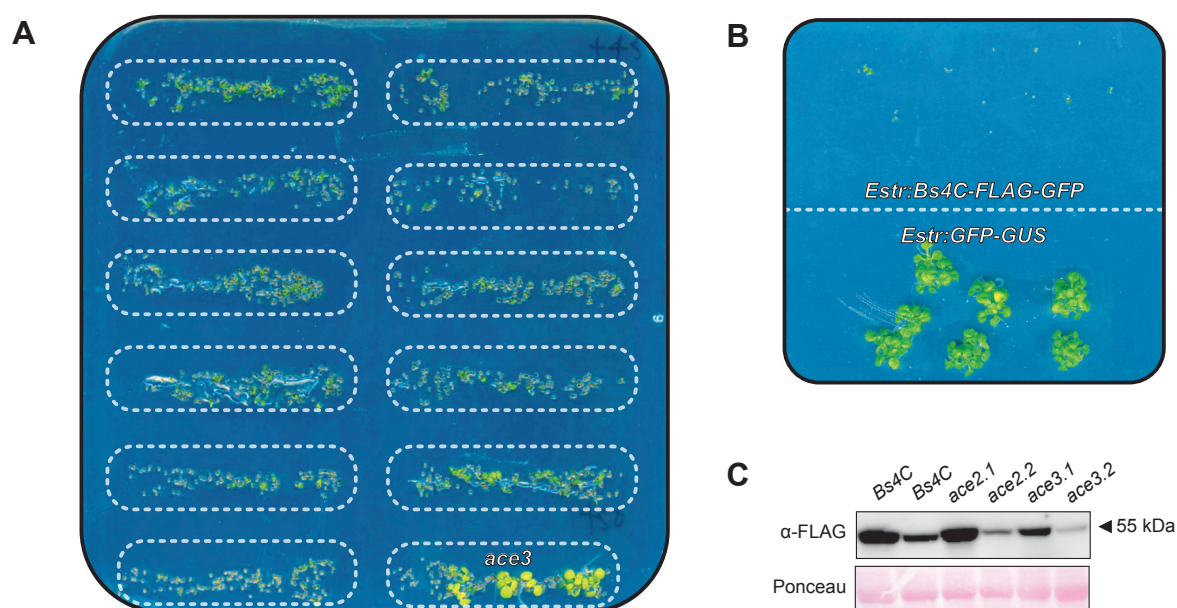 A
B
ace3
Estr:Bs4C-FLAG-GFP
Estr:GFP-GUS
C
Bs4C Bs4C ace2.1 ace2.2 ace3.1 ace3.2
α-FLAG
55 kDa
Ponceau